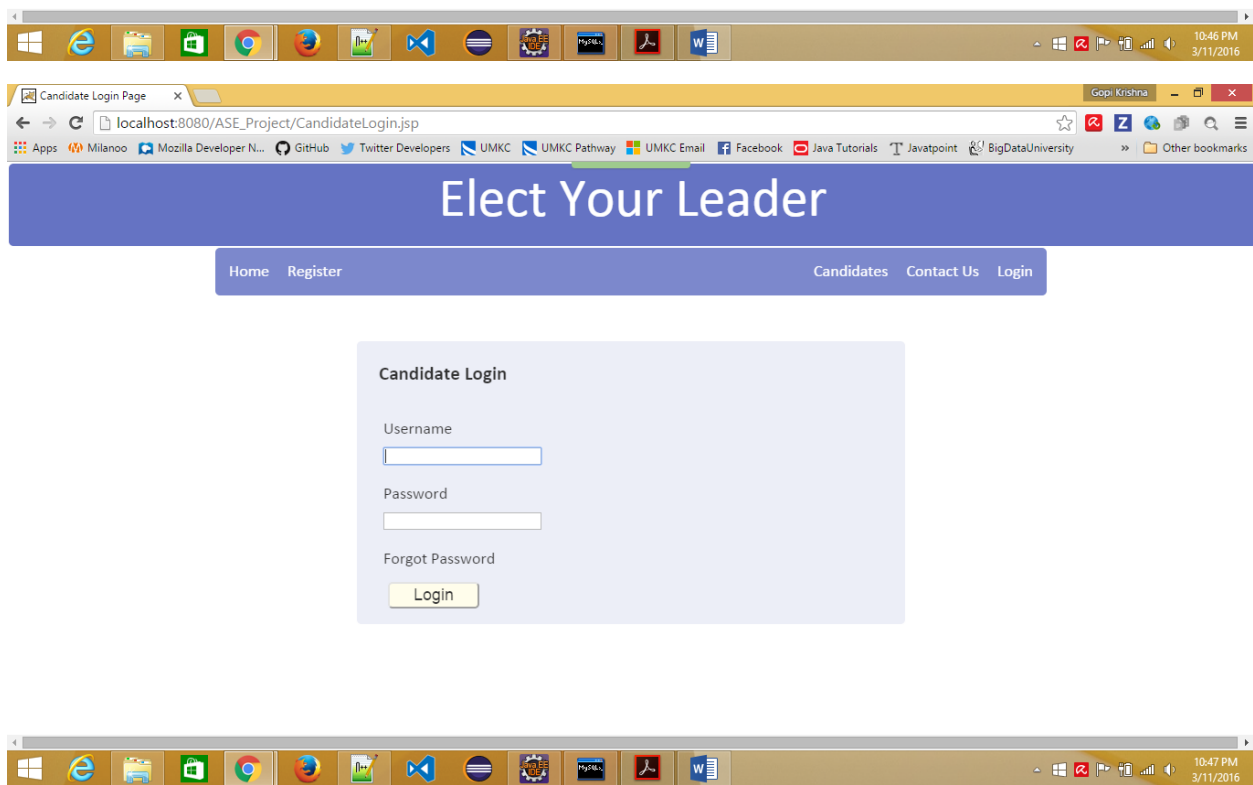 10:46 PM
3/11/2016
Candidate Login Page
Gopi Krishna
localhost:8080/ASE_Project/CandidateLogin.jsp
Apps Milanoo Mozilla Developer N... GitHub Twitter Developers UMKC UMKC Pathway UMKC Email Facebook Java Tutorials Javatpoint BigDataUniversity » Other bookmarks
Elect Your Leader
Home Register Candidates Contact Us Login
Candidate Login
Username
Password
Forgot Password
Login
10:47 PM
3/11/2016